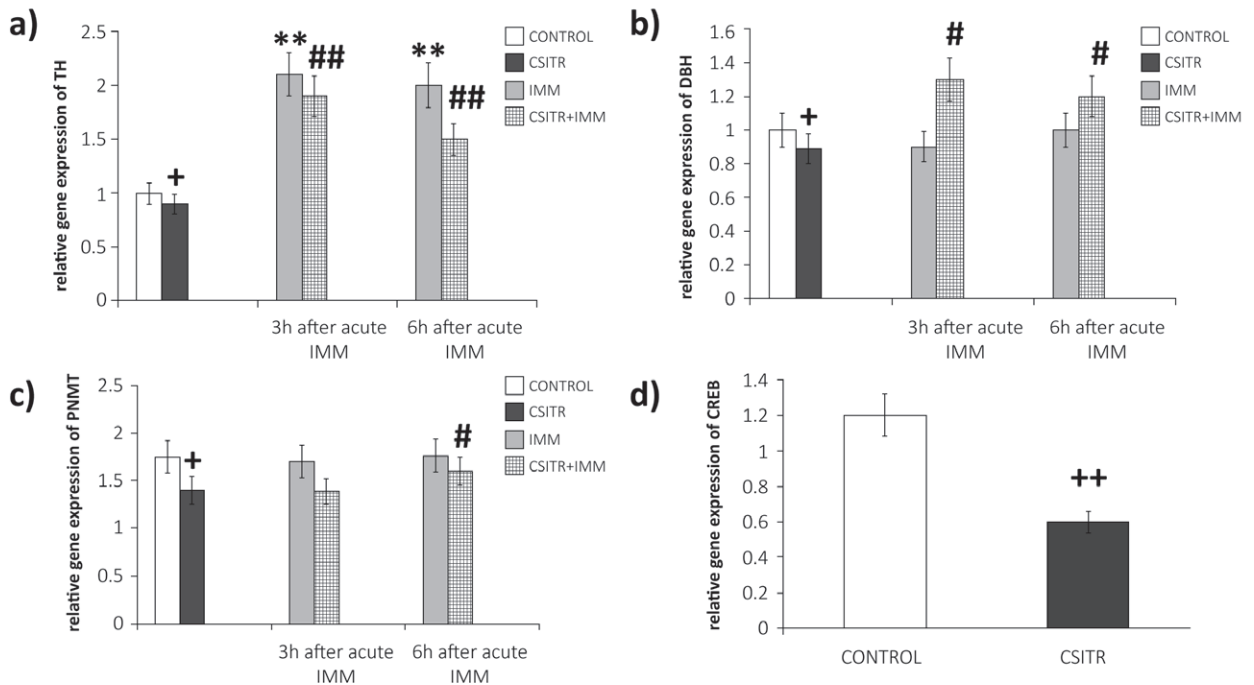 a)
relative gene expression of TH
2.5
2
1.5
1
0.5
0
+
**
##
**
##
3h after acute
IMM
6h after acute
IMM
CONTROL
CSITR
IMM
CSITR+IMM
b)
relative gene expression of DBH
1.6
1.4
1.2
1
0.8
0.6
0.4
0.2
0
+
#
#
3h after acute
IMM
6h after acute
IMM
CONTROL
CSITR
IMM
CSITR+IMM
c)
relative gene expression of PNMT
2.5
2
1.5
1
0.5
0
+
#
3h after acute
IMM
6h after acute
IMM
CONTROL
CSITR
IMM
CSITR+IMM
d)
relative gene expression of CREB
1.4
1.2
1
0.8
0.6
0.4
0.2
0
++
CONTROL
CSITR